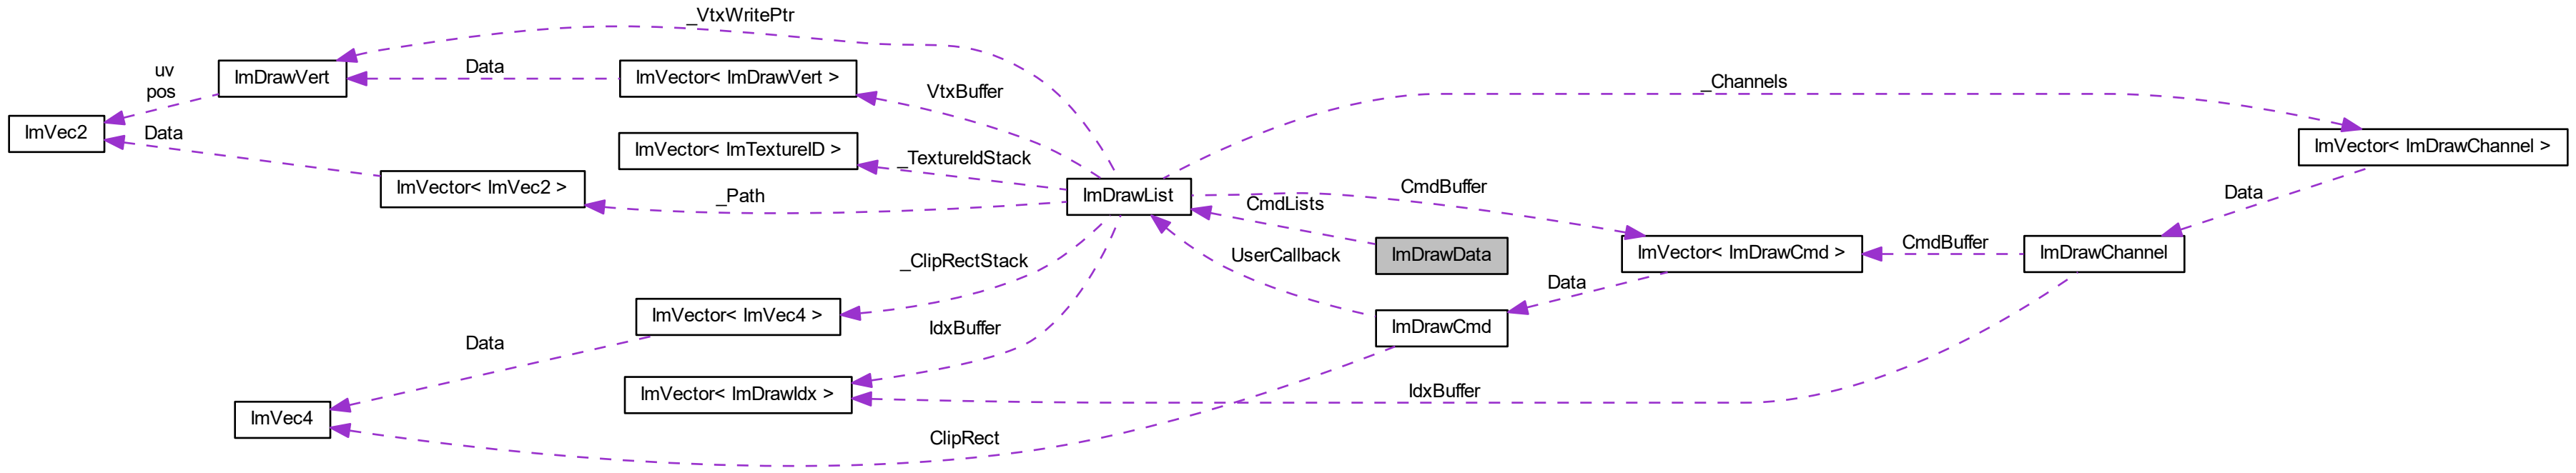 _VtxWritePtr
uv
pos
ImDrawVert
Data
ImVector< ImDrawVert >
VtxBuffer
_Channels
ImVec2
Data
ImVector< ImTextureID >
_TextureIdStack
ImVector< ImDrawChannel >
ImVector< ImVec2 >
_Path
ImDrawList
CmdBuffer
CmdLists
Data
ImDrawData
UserCallback
ImVector< ImDrawCmd >
CmdBuffer
ImDrawChannel
_ClipRectStack
Data
ImVector< ImVec4 >
IdxBuffer
ImDrawCmd
Data
ImVector< ImDrawIdx >
IdxBuffer
ImVec4
ClipRect